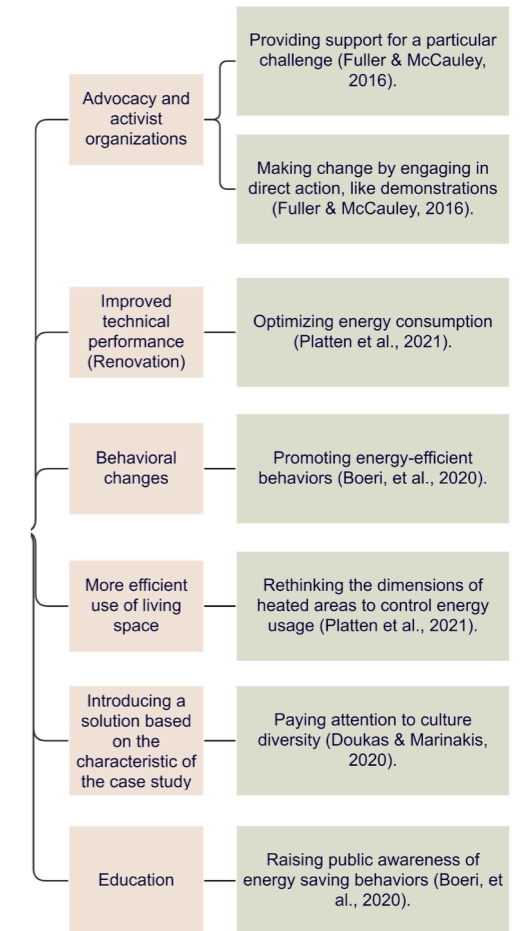 Advocacy and
activist
organizations
Providing support for a particular
challenge (Fuller & McCauley,
2016).
Making change by engaging in
direct action, like demonstrations
(Fuller & McCauley, 2016).
Improved
technical
performance
(Renovation)
Optimizing energy consumption
(Platten et al., 2021).
Behavioral
changes
Promoting energy-efficient
behaviors (Boeri, et al., 2020).
More efficient
use of living
space
Rethinking the dimensions of
heated areas to control energy
usage (Platten et al., 2021).
Introducing a
solution based
on the
characteristic of
the case study
Paying attention to culture
diversity (Doukas & Marinakis,
2020).
Education
Raising public awareness of
energy saving behaviors (Boeri, et
al., 2020).